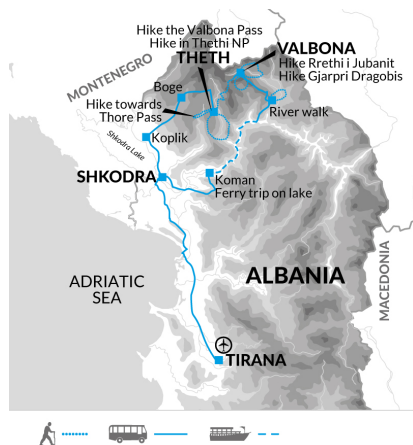 Hike the Valbona Pass
Hike in Thethi NP
THETH
VALBONA
Hike Rrethi i Jubanit
Hike Gjarpri Dragobis
MONTENEGRO
Boge
Hike towards
Thore Pass
River walk
Shkodra Lake
Koplik
SHKODRA
Koman
Ferry trip on lake
ADRIATIC
SEA
ALBANIA
MACEDONIA
TIRANA